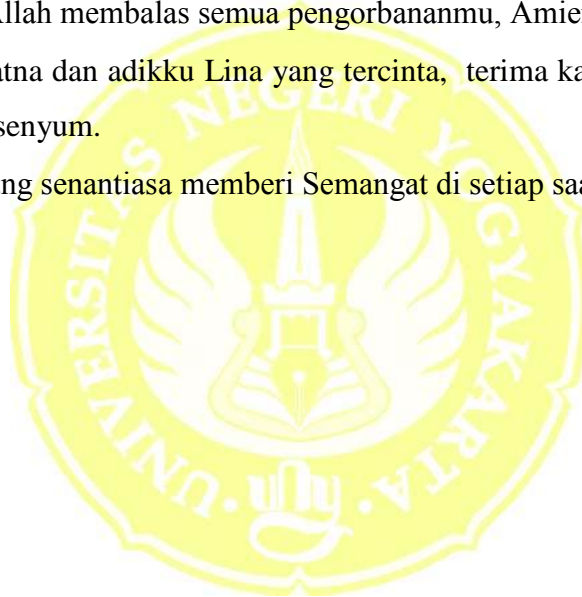 Allah membalas semua pengorbananmu, Amie
atna dan adikku Lina yang tercinta, terima ka
senyum.
ng senantiasa memberi Semangat di setiap saa
UNIVERSITAS NEGERI YOGYAKARTA
uny